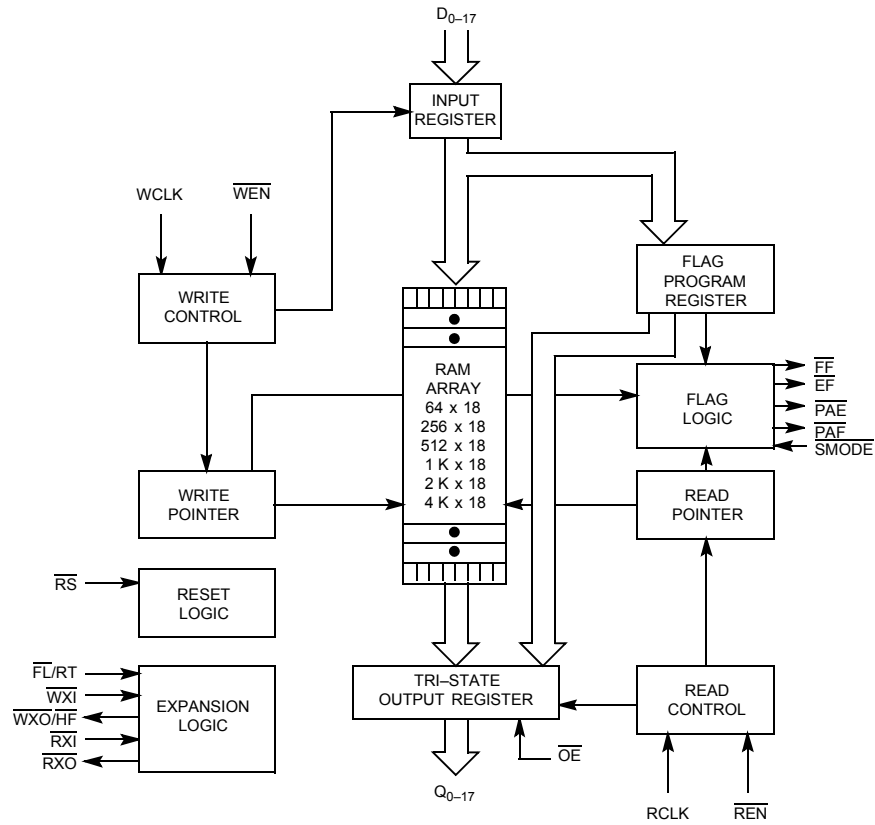 D0–17
INPUT
REGISTER
WCLK
WEN
FLAG
PROGRAM
REGISTER
WRITE
CONTROL
RAM
ARRAY
64 x 18
256 x 18
512 x 18
1 K x 18
2 K x 18
4 K x 18
FLAG
LOGIC
FF
EF
PAE
PAF
SMODE
WRITE
POINTER
READ
POINTER
RS
RESET
LOGIC
FL/RT
WXI
WXO/HF
RXI
RXO
EXPANSION
LOGIC
TRI–STATE
OUTPUT REGISTER
READ
CONTROL
OE
Q0–17
RCLK
REN